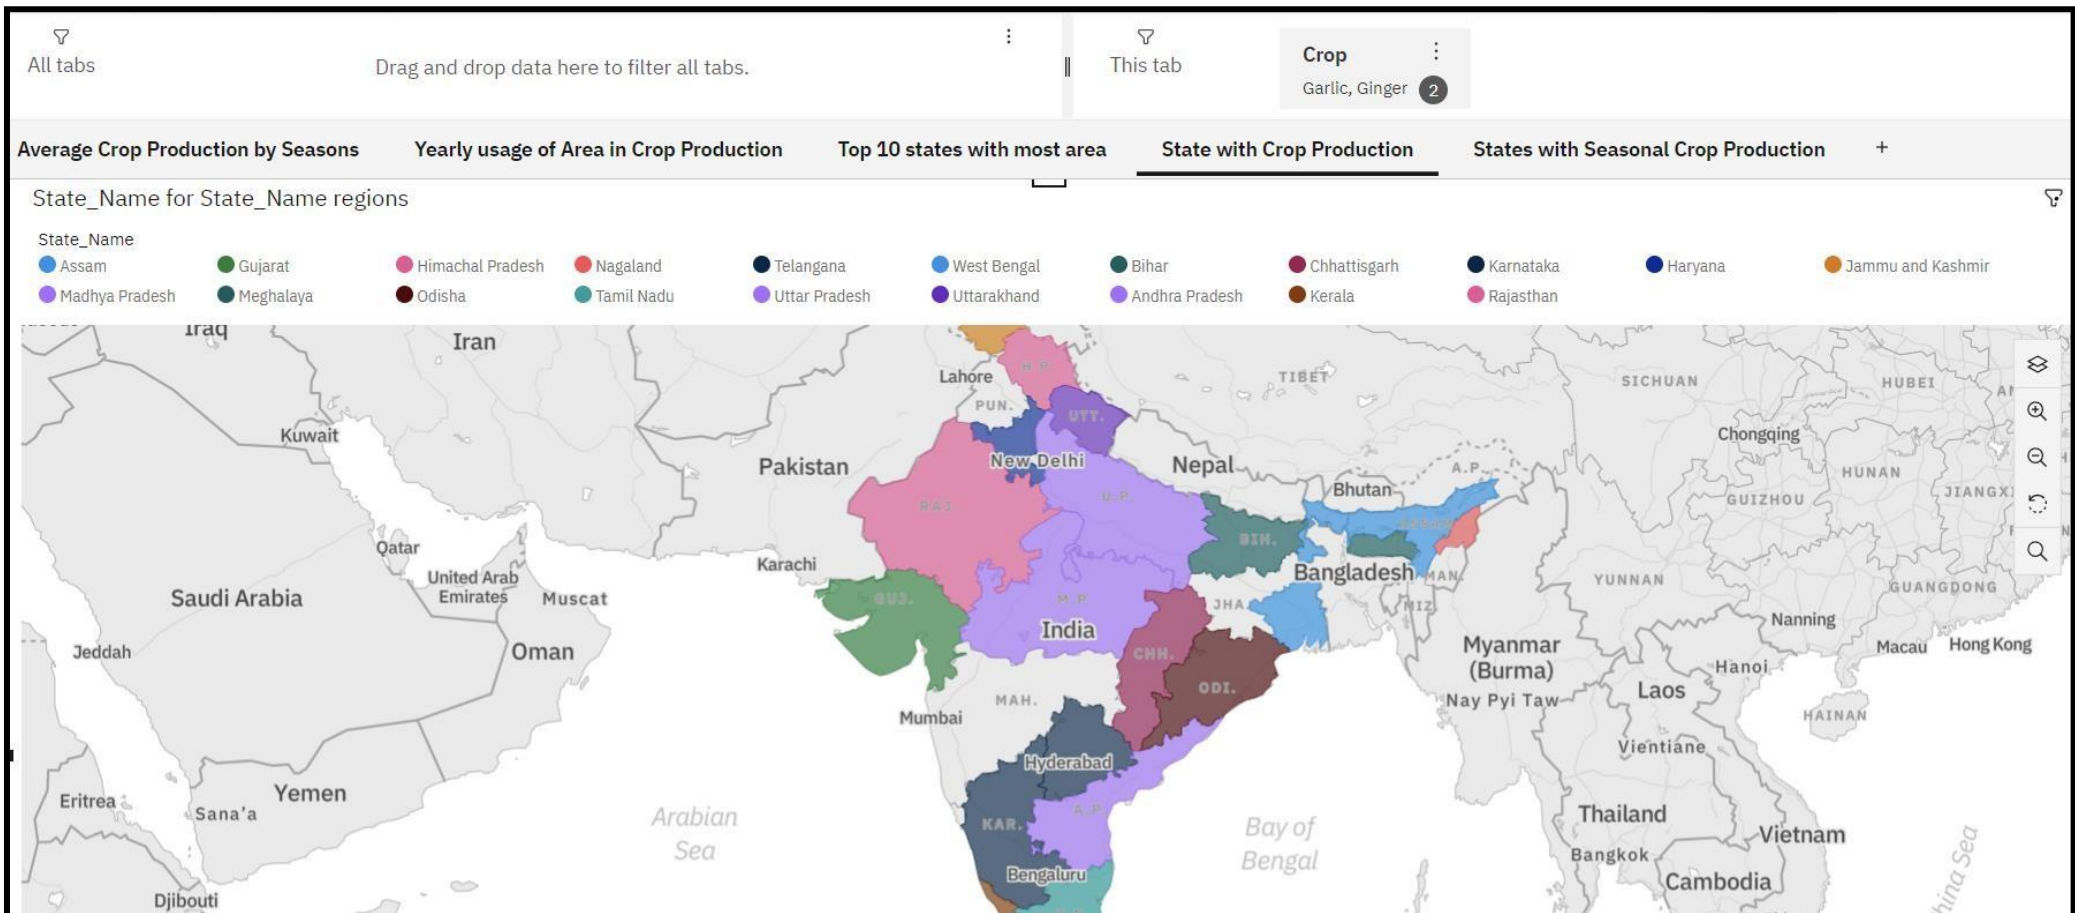 All tabs
Drag and drop data here to filter all tabs.
This tab
Crop
Garlic, Ginger 2
Average Crop Production by Seasons
Yearly usage of Area in Crop Production
Top 10 states with most area
State with Crop Production
States with Seasonal Crop Production
+
State_Name for State_Name regions
State_Name
Assam Gujarat Himachal Pradesh Nagaland Telangana West Bengal Bihar Chhattisgarh Karnataka Haryana Jammu and Kashmir
Madhya Pradesh Meghalaya Odisha Tamil Nadu Uttar Pradesh Uttarakhand Andhra Pradesh Kerala Rajasthan
Iraq
Iran
H.P.
Lahore
TIBET
SICHUAN
HUBEI
PUN.
UTT.
Kuwait
Chongqing
Pakistan
New Delhi
Nepal
A.P.
HUNAN
Bhutan
U.P.
GUIZHOU
JIANGXI
RAJ.
ASSAM
BIH.
Qatar
Karachi
Bangladesh
MAN.
United Arab
Emirates
YUNNAN
GUANGDONG
Saudi Arabia
Muscat
GUJ.
M.P.
JHA.
MIZ.
Nanning
India
Jeddah
Oman
CHH.
Myanmar
(Burma)
Macau
Hong Kong
Hanoi
ODI.
Laos
MAH.
Nay Pyi Taw
Mumbai
HAINAN
Vientiane
Hyderabad
Eritrea
Yemen
Sana'a
Arabian
Sea
A.P.
KAR.
Bay of
Bengal
Thailand
Vietnam
Bangkok
Bengaluru
Cambodia
Djibouti
hina Sea